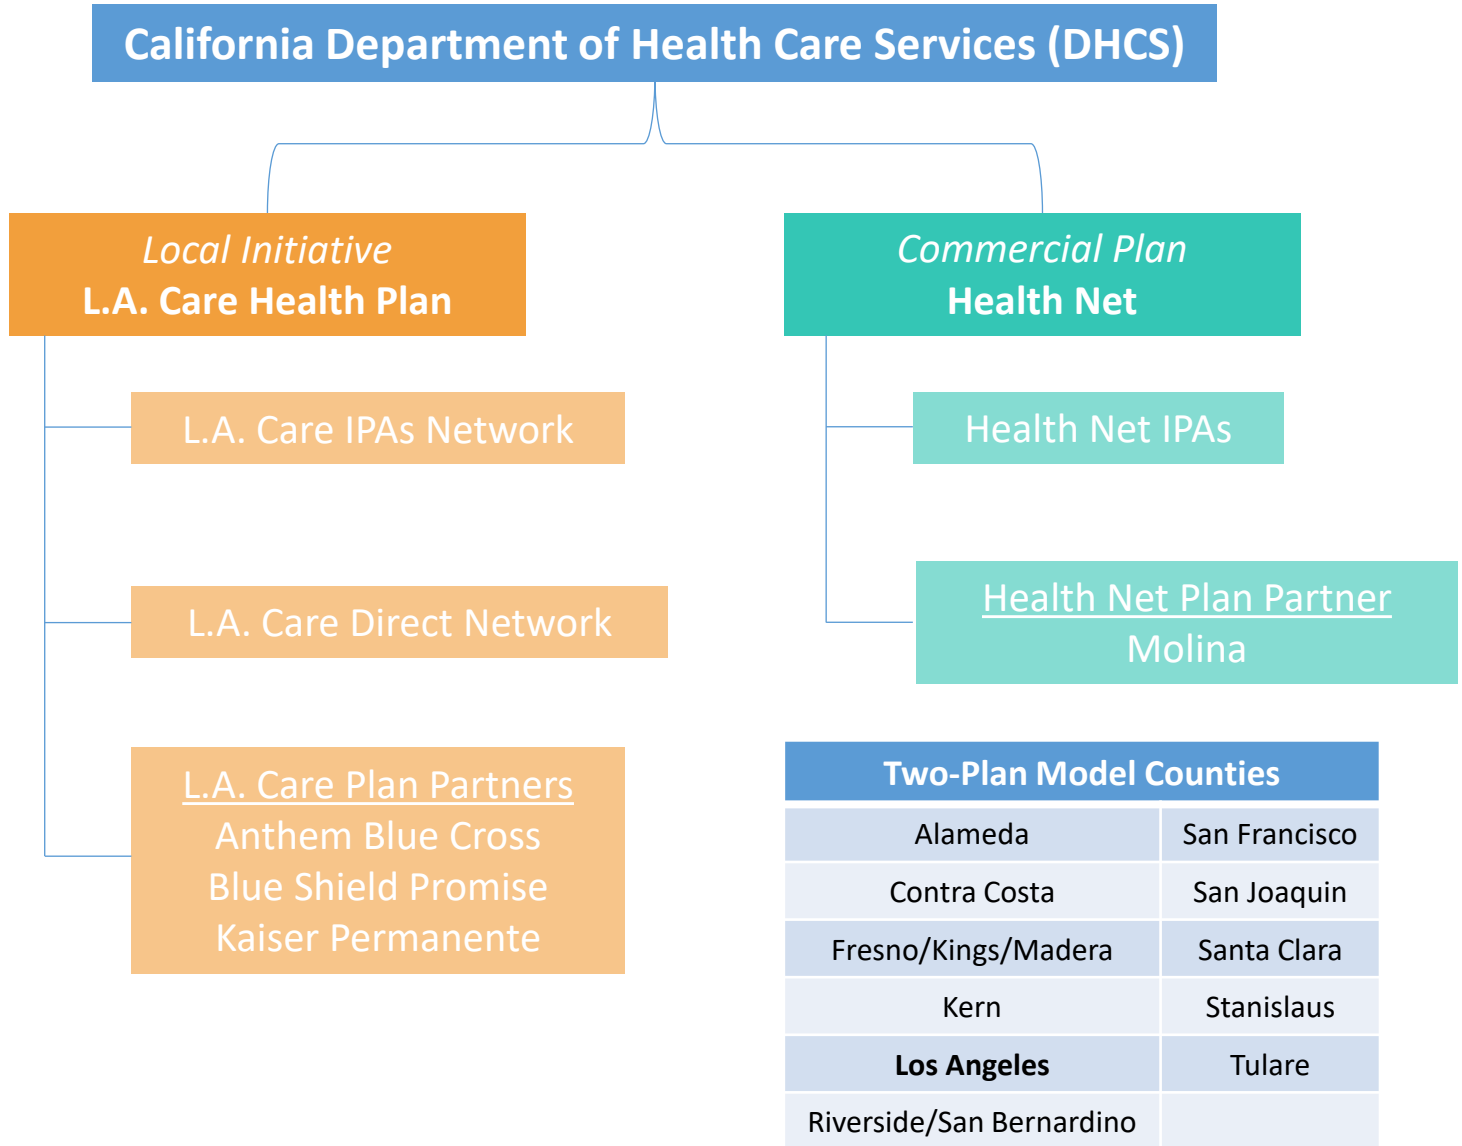 California Department of Health Care Services (DHCS)
Local Initiative
L.A. Care Health Plan
L.A. Care IPAs Network
L.A. Care Direct Network
L.A. Care Plan Partners
Anthem Blue Cross
Blue Shield Promise
Kaiser Permanente
Commercial Plan
Health Net
Health Net IPAs
Health Net Plan Partner
Molina
Two-Plan Model Counties
Alameda San Francisco
Contra Costa San Joaquin
Fresno/Kings/Madera Santa Clara
Kern Stanislaus
Los Angeles Tulare
Riverside/San Bernardino